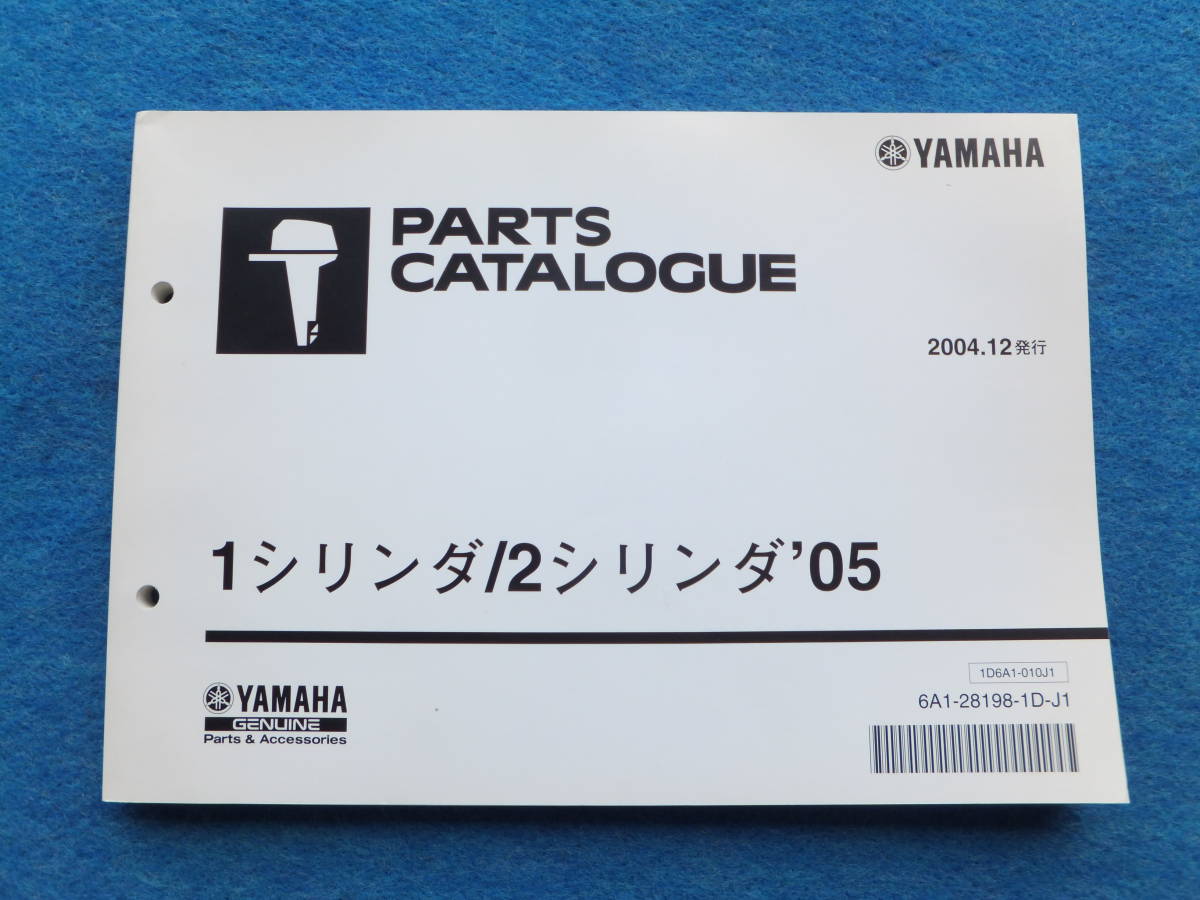 YAMAHA
PARTS
CATALOGUE
2004.12発行
1シリンダ/2シリンダ’05
1D6A1-010J1
6A1-28198-1D-J1
YAMAHA
GENUINE
Parts & Accessories